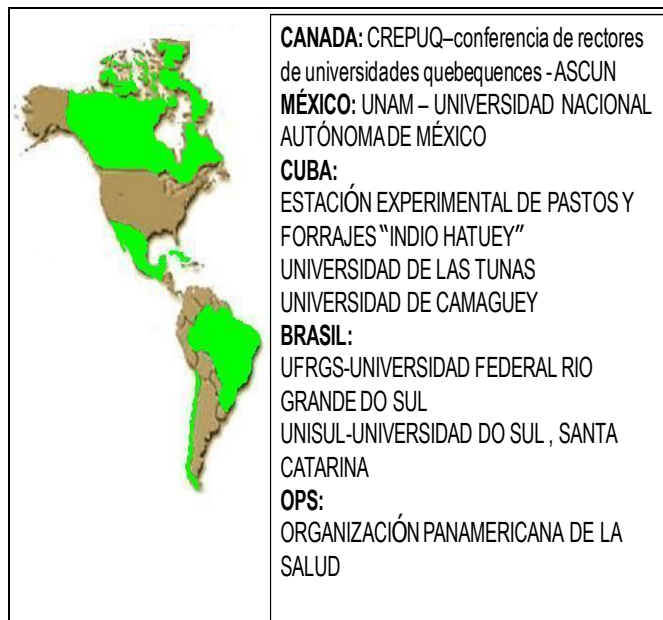 CANADA: CREPUQ–conferencia de rectores
de universidades quebequences - ASCUN
MÉXICO: UNAM – UNIVERSIDAD NACIONAL
AUTÓNOMA DE MÉXICO
CUBA:
ESTACIÓN EXPERIMENTAL DE PASTOS Y
FORRAJES “INDIO HATUEY”
UNIVERSIDAD DE LAS TUNAS
UNIVERSIDAD DE CAMAGUEY
BRASIL:
UFRGS-UNIVERSIDAD FEDERAL RIO
GRANDE DO SUL
UNISUL-UNIVERSIDAD DO SUL , SANTA
CATARINA
OPS:
ORGANIZACIÓN PANAMERICANA DE LA
SALUD